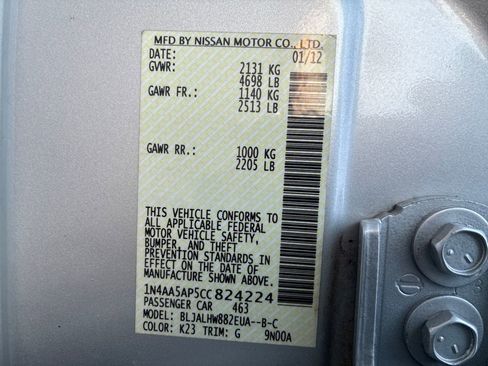 MFD BY NISSAN MOTOR CO., LTD.
DATE: 01/12
GVWR: 2131 KG
4698 LB
GAWR FR.: 1140 KG
2513 LB
GAWR RR.: 1000 KG
2205 LB
THIS VEHICLE CONFORMS TO
ALL APPLICABLE FEDERAL
MOTOR VEHICLE SAFETY,
BUMPER, AND THEFT
PREVENTION STANDARDS IN
EFFECT ON THE DATE OF
MANUFACTURE SHOWN ABOVE.
1N4AA5AP5CC824224
PASSENGER CAR 463
MODEL: BLJALHW882EUA--B-C
COLOR: K23 TRIM: G 9N00A